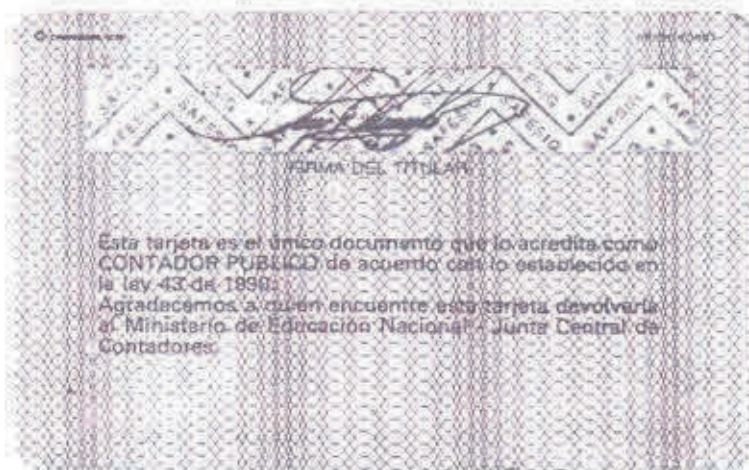 FIRMA DEL TITULAR
Esta tarjeta es el único documento que lo acredita como
CONTADOR PUBLICO de acuerdo con lo establecido en
la ley 43 de 1990.
Agradecemos a quien encuentre esta tarjeta devolverla
al Ministerio de Educación Nacional - Junta Central de
Contadores.